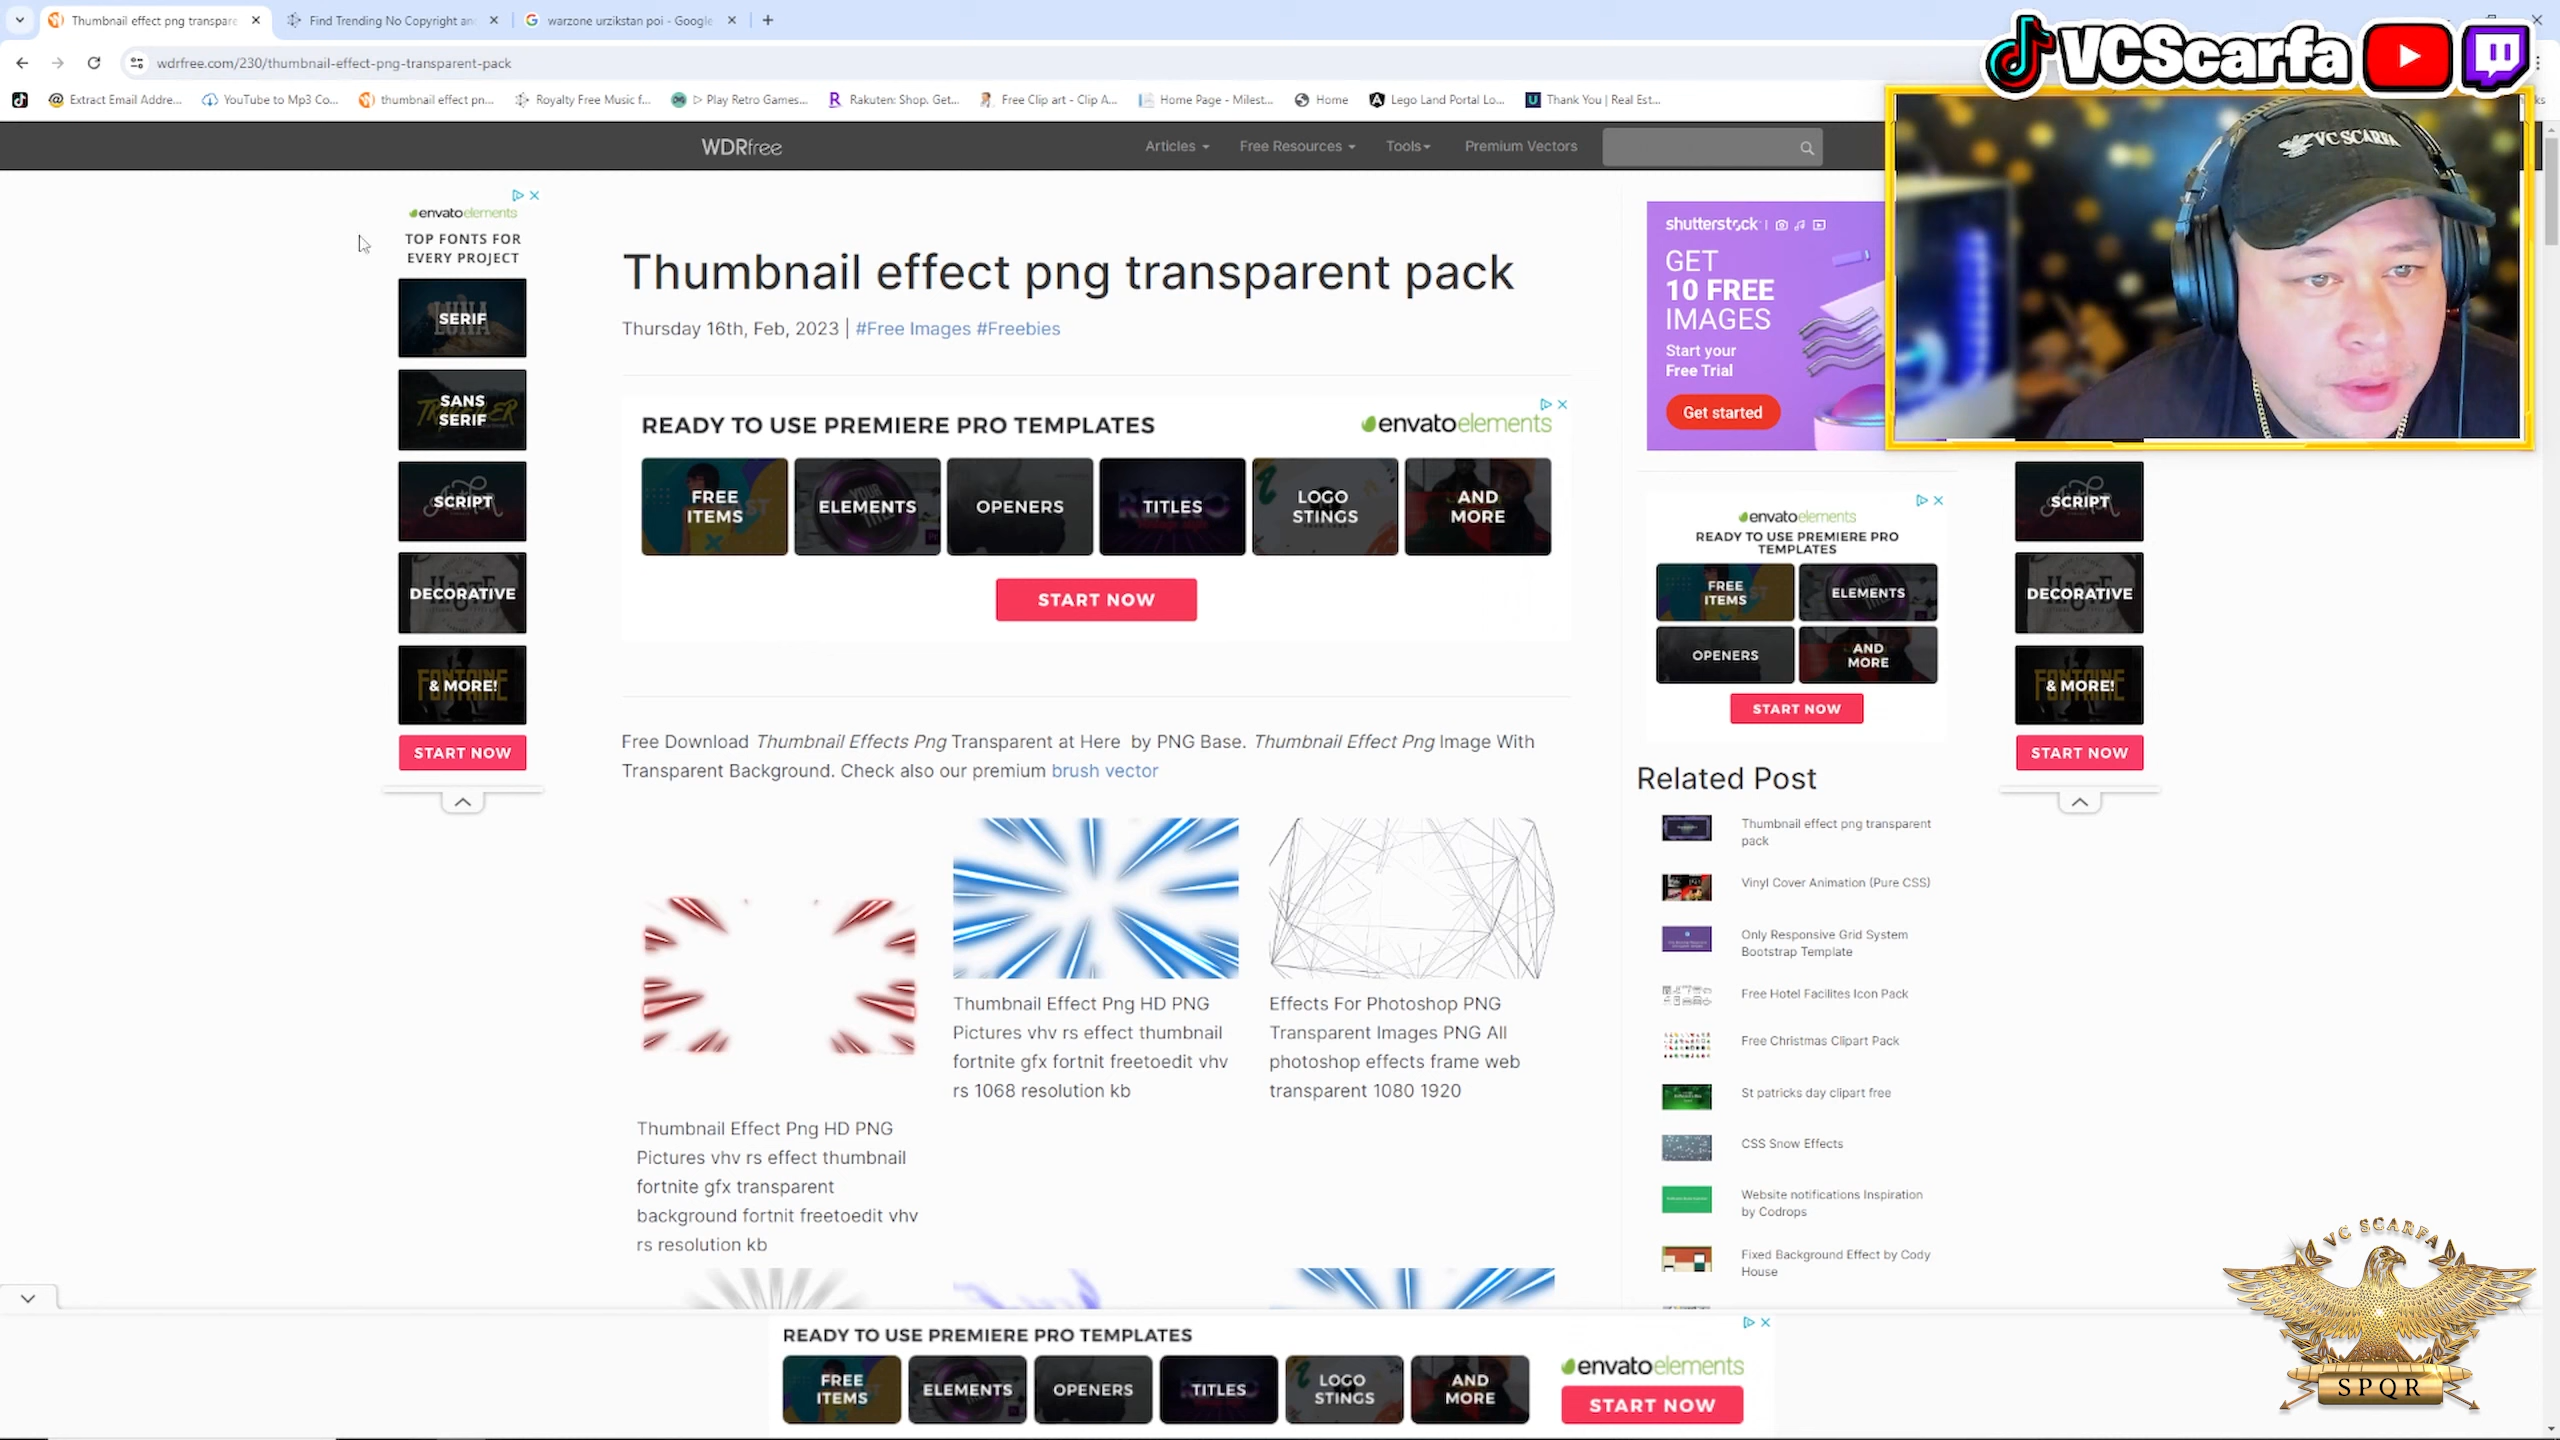 Thumbnail effect png transpare
Find Trending No Copyright an
warzone urzikstan poi - Google
wdrfree.com/230/thumbnail-effect-png-transparent-pack
Extract Email Addre...
YouTube to Mp3 Co...
thumbnail effect pn...
Royalty Free Music f...
▷ Play Retro Games...
Rakuten: Shop. Get...
Free Clip art - Clip A...
Home Page - Milest...
Home
Lego Land Portal Lo...
Thank You | Real Est...
VCScarfa
VC SCARFA
WDRfree
Articles
Free Resources
Tools
Premium Vectors
envatoelements
TOP FONTS FOR
EVERY PROJECT
SERIF
SANS
SERIF
SCRIPT
DECORATIVE
& MORE!
START NOW
Thumbnail effect png transparent pack
Thursday 16th, Feb, 2023 | #Free Images #Freebies
READY TO USE PREMIERE PRO TEMPLATES
envatoelements
FREE
ITEMS
ELEMENTS
OPENERS
TITLES
LOGO
STINGS
AND
MORE
START NOW
Free Download Thumbnail Effects Png Transparent at Here by PNG Base. Thumbnail Effect Png Image With
Transparent Background. Check also our premium brush vector
Thumbnail Effect Png HD PNG
Pictures vhv rs effect thumbnail
fortnite gfx transparent
background fortnit freetoedit vhv
rs resolution kb
Thumbnail Effect Png HD PNG
Pictures vhv rs effect thumbnail
fortnite gfx fortnit freetoedit vhv
rs 1068 resolution kb
Effects For Photoshop PNG
Transparent Images PNG All
photoshop effects frame web
transparent 1080 1920
shutterstock
GET
10 FREE
IMAGES
Start your
Free Trial
Get started
envatoelements
READY TO USE PREMIERE PRO
TEMPLATES
FREE
ITEMS
ELEMENTS
OPENERS
AND
MORE
START NOW
Related Post
Thumbnail effect png transparent
pack
Vinyl Cover Animation (Pure CSS)
Only Responsive Grid System
Bootstrap Template
Free Hotel Facilites Icon Pack
Free Christmas Clipart Pack
St patricks day clipart free
CSS Snow Effects
Website notifications Inspiration
by Codrops
Fixed Background Effect by Cody
House
SCRIPT
DECORATIVE
& MORE!
START NOW
READY TO USE PREMIERE PRO TEMPLATES
FREE
ITEMS
ELEMENTS
OPENERS
TITLES
LOGO
STINGS
AND
MORE
envatoelements
START NOW
VC SCARFA
SPQR